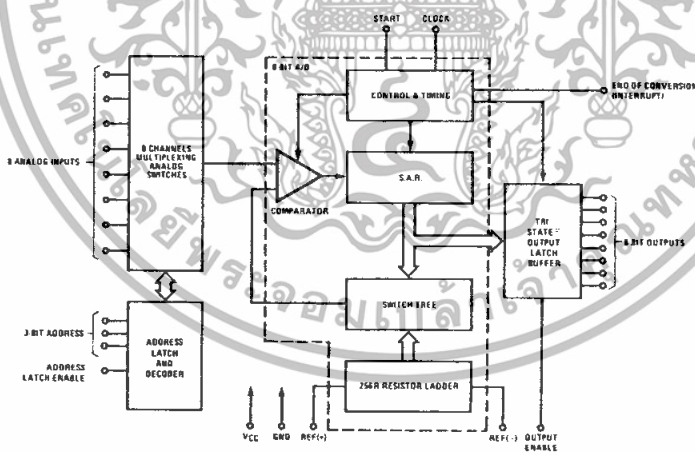 START CLOCK
8 BIT A/D
CONTROL & TIMING
END OF CONVERSION
(INTERRUPT)
8 ANALOG INPUTS
8 CHANNELS
MULTIPLEXING
ANALOG
SWITCHES
S.A.R.
COMPARATOR
TRI
STATE
OUTPUT
LATCH
BUFFER
8-BIT OUTPUTS
SWITCH TREE
3-BIT ADDRESS
ADDRESS
LATCH
AND
DECODER
ADDRESS
LATCH ENABLE
256R RESISTOR LADDER
VCC GND REF(+) REF(-) OUTPUT
ENABLE